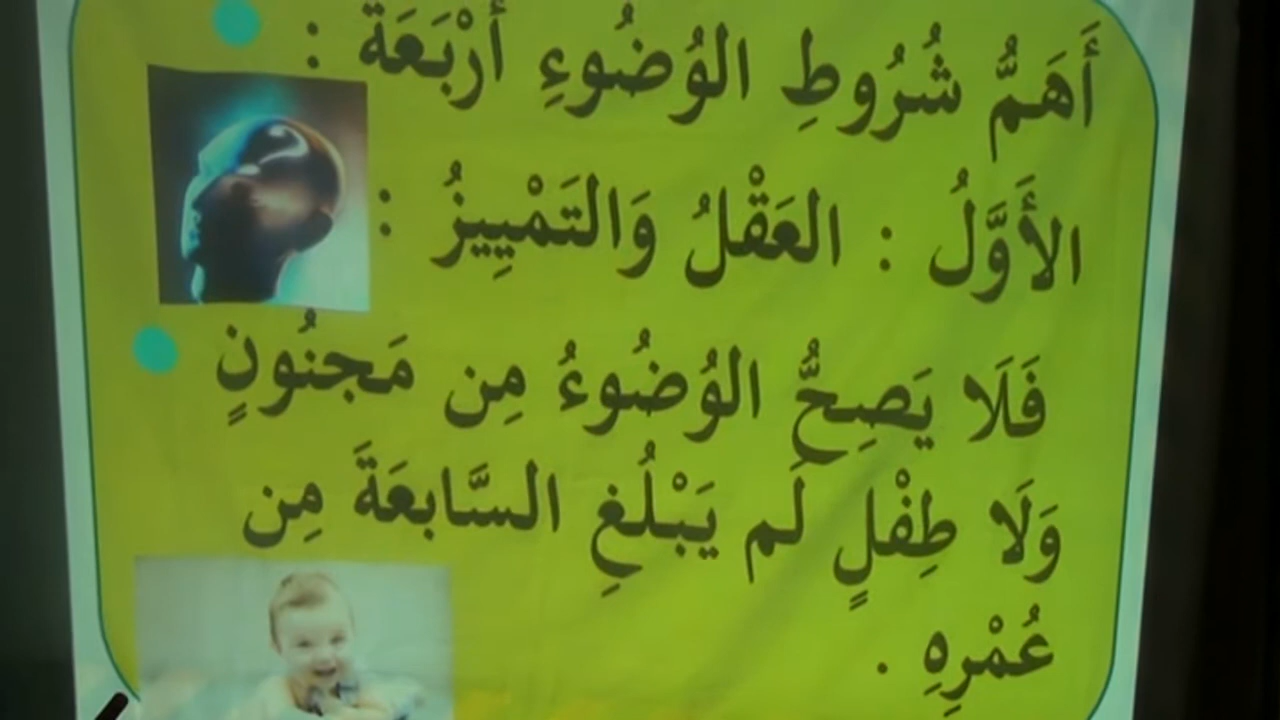 أَهَمُّ شُرُوطِ الوُضُوءِ أَرْبَعَةٌ :
الأَوَّلُ : العَقْلُ وَالتَمْيِيزُ :
فَلَا يَصِحُّ الوُضُوءُ مِن مَجنُونٍ
وَلَا طِفْلٍ لَم يَبْلُغِ السَّابعَةَ مِن
عُمْرِهِ .